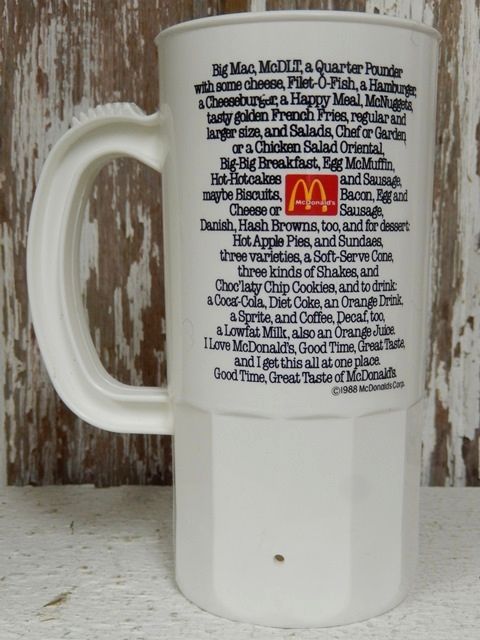 Big Mac, McDLT, a Quarter Pounder
with some cheese, Filet-O-Fish, a Hamburger,
a Cheeseburger, a Happy Meal, McNuggets,
tasty golden French Fries, regular and
larger size, and Salads, Chef or Garden,
or a Chicken Salad Oriental,
Big-Big Breakfast, Egg McMuffin,
Hot-Hotcakes and Sausage,
maybe Biscuits, Bacon, Egg and
McDonald's
Cheese or Sausage,
Danish, Hash Browns, too, and for dessert:
Hot Apple Pies, and Sundaes,
three varieties, a Soft-Serve Cone,
three kinds of Shakes, and
Choc'laty Chip Cookies, and to drink:
a Coca-Cola, Diet Coke, an Orange Drink,
a Sprite, and Coffee, Decaf, too,
a Lowfat Milk, also an Orange Juice.
I Love McDonald's, Good Time, Great Taste,
and I get this all at one place.
Good Time, Great Taste of McDonald's.
©1988 McDonald's Corp.